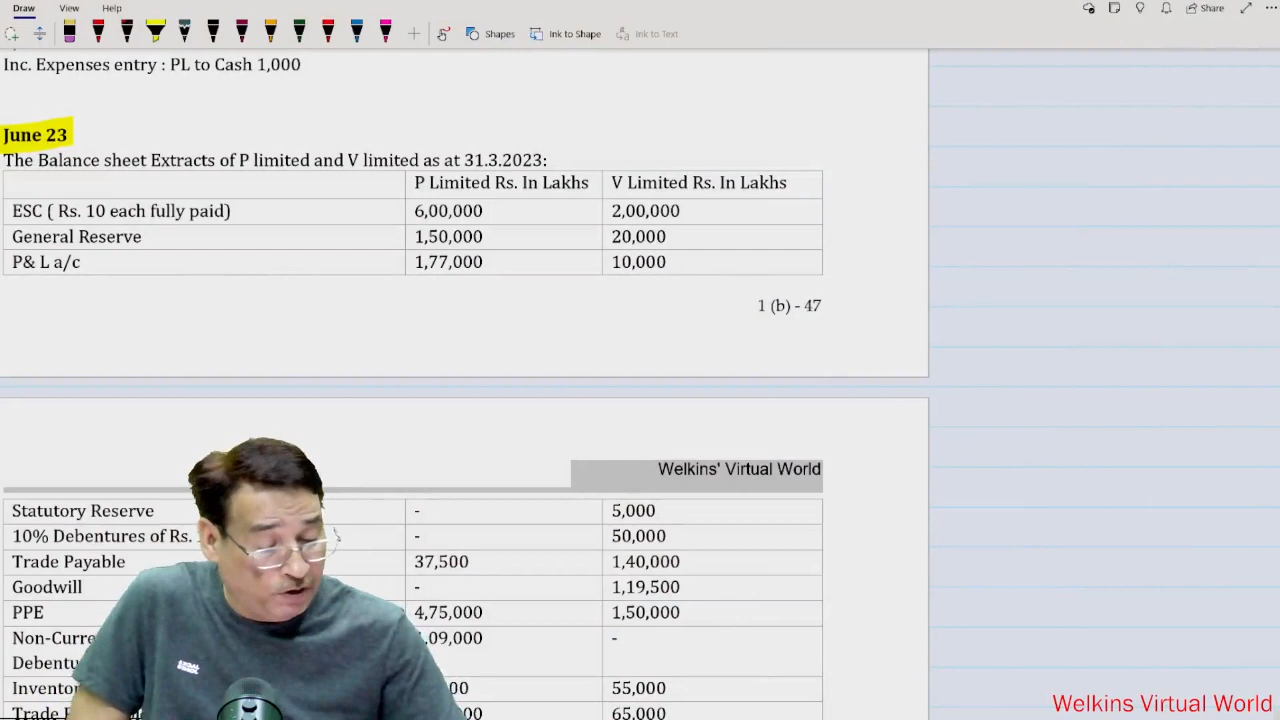 Draw View Help
Share
Shapes Ink to Shape Ink to Text
Inc. Expenses entry : PL to Cash 1,000
June 23
The Balance sheet Extracts of P limited and V limited as at 31.3.2023:
P Limited Rs. In Lakhs V Limited Rs. In Lakhs
ESC ( Rs. 10 each fully paid) 6,00,000 2,00,000
General Reserve 1,50,000 20,000
P& L a/c 1,77,000 10,000
1 (b) - 47
Welkins' Virtual World
Statutory Reserve - 5,000
10% Debentures of Rs. - 50,000
Trade Payable 37,500 1,40,000
Goodwill - 1,19,500
PPE 4,75,000 1,50,000
-
55,000
Trade 65,000
Welkins Virtual World